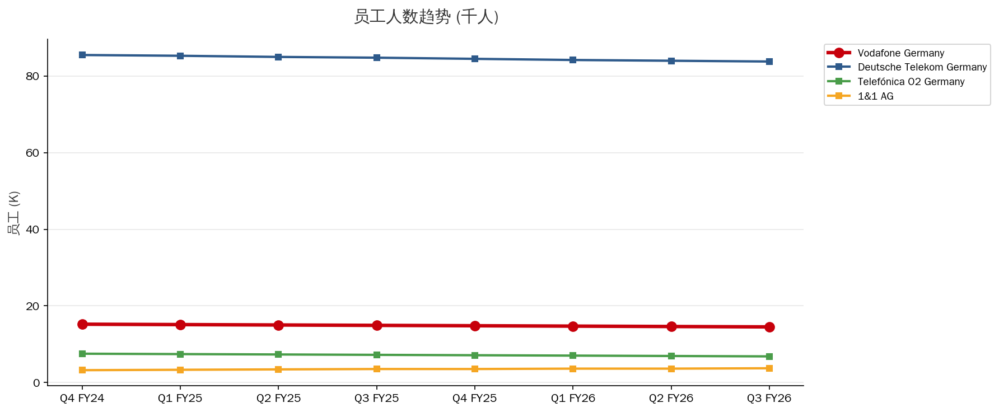 员工人数趋势 (千人)
员工 (K)
80
60
40
20
0
Q4 FY24
Q1 FY25
Q2 FY25
Q3 FY25
Q4 FY25
Q1 FY26
Q2 FY26
Q3 FY26
Vodafone Germany
Deutsche Telekom Germany
Telefónica O2 Germany
1&1 AG